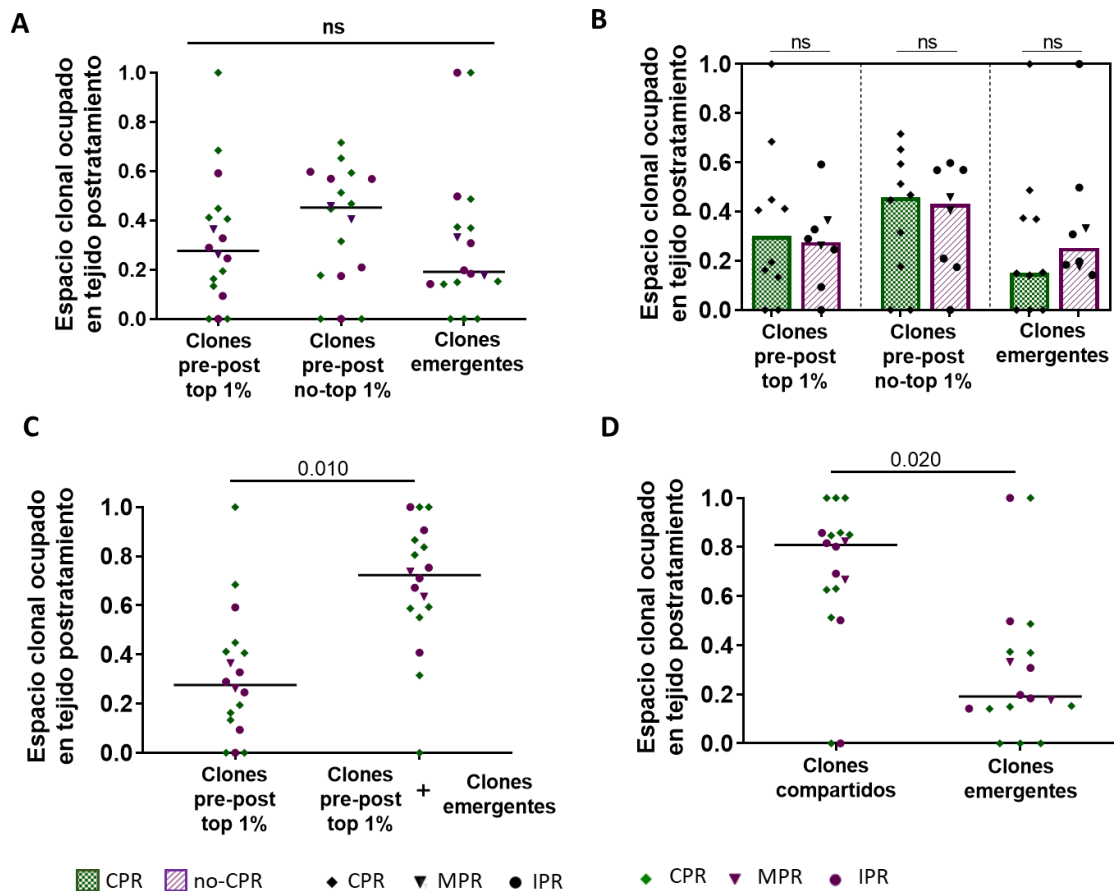 A
ns
Espacio clonal ocupado
en tejido postratamiento
1.0
0.8
0.6
0.4
0.2
0.0
Clones
pre-post
top 1%
Clones
pre-post
no-top 1%
Clones
emergentes
B
ns
ns
ns
Espacio clonal ocupado
en tejido postratamiento
1.0
0.8
0.6
0.4
0.2
0.0
Clones
pre-post
top 1%
Clones
pre-post
no-top 1%
Clones
emergentes
C
0.010
Espacio clonal ocupado
en tejido postratamiento
1.0
0.8
0.6
0.4
0.2
0.0
Clones
pre-post
top 1%
Clones
pre-post
top 1%
+
Clones
emergentes
D
0.020
Espacio clonal ocupado
en tejido postratamiento
1.0
0.8
0.6
0.4
0.2
0.0
Clones
compartidos
Clones
emergentes
CPR no-CPR CPR MPR IPR CPR MPR IPR